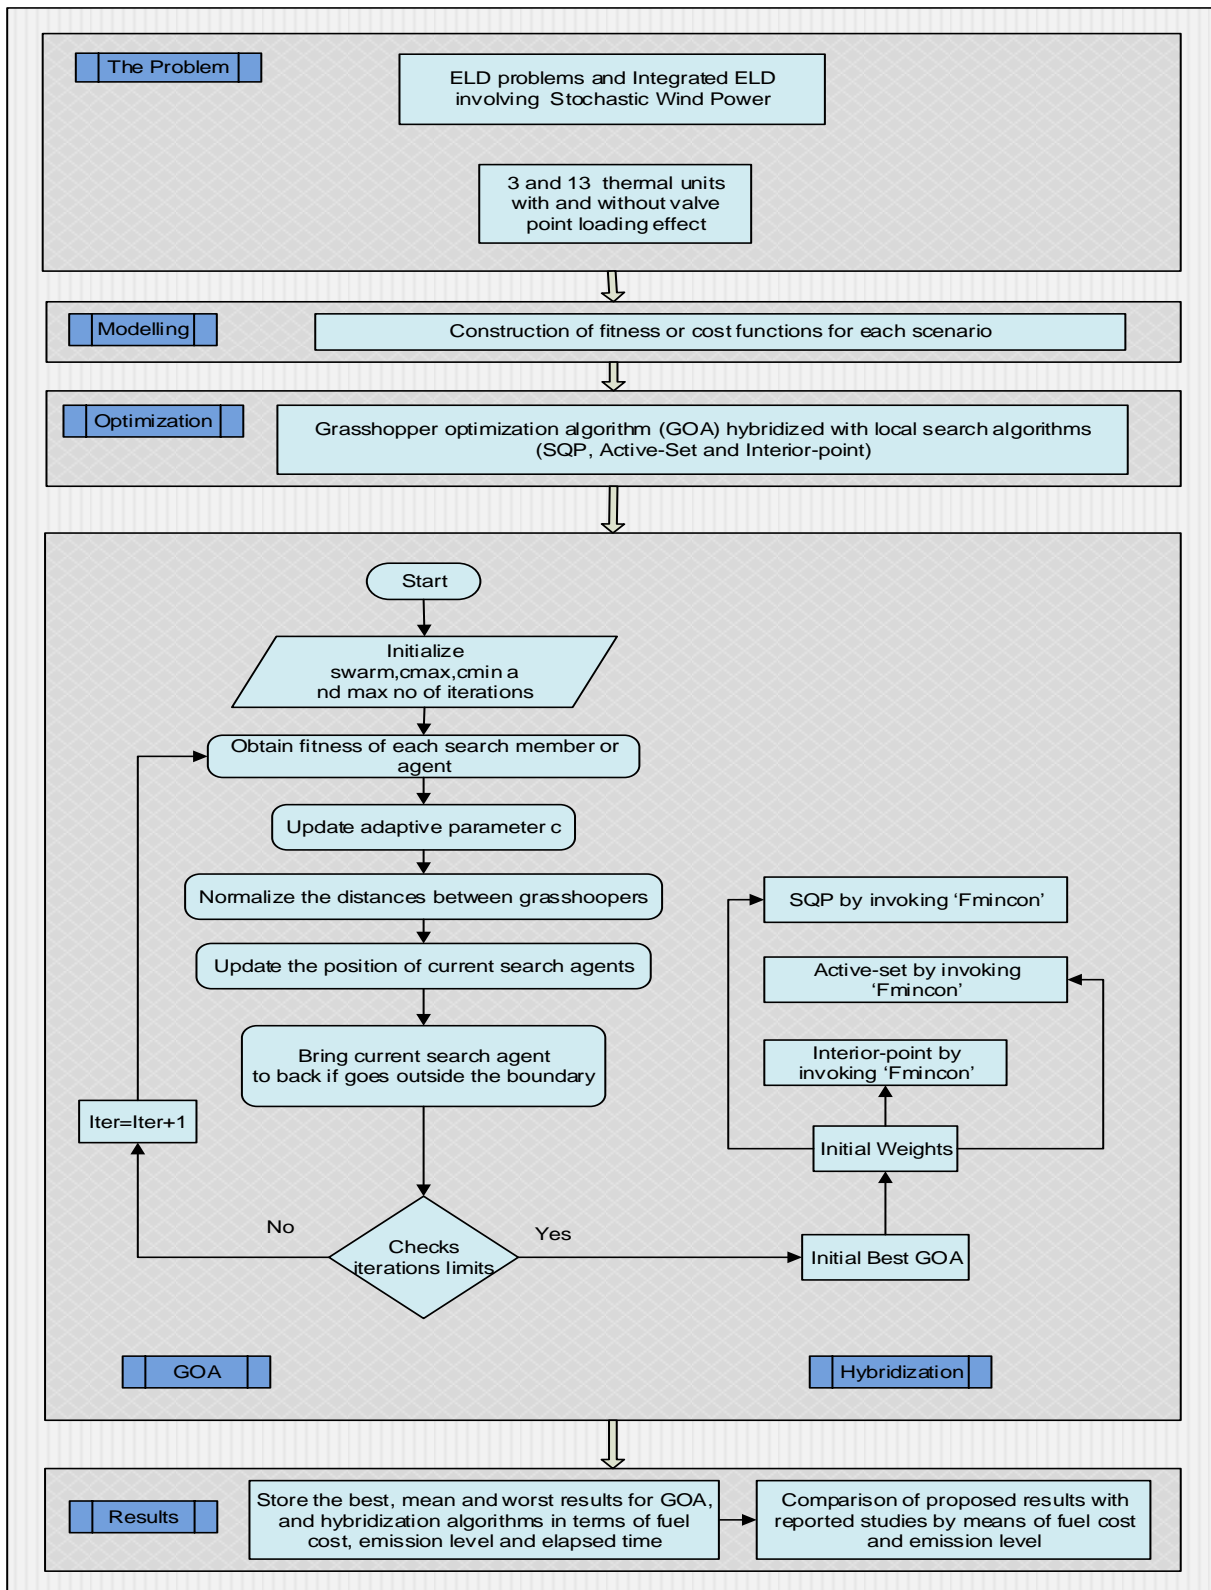 The Problem
ELD problems and Integrated ELD
involving Stochastic Wind Power
3 and 13 thermal units
with and without valve
point loading effect
Modelling
Construction of fitness or cost functions for each scenario
Optimization
Grasshopper optimization algorithm (GOA) hybridized with local search algorithms
(SQP, Active-Set and Interior-point)
Start
Initialize
swarm,cmax,cmin a
nd max no of iterations
Obtain fitness of each search member or
agent
Update adaptive parameter c
Normalize the distances between grasshoopers
Update the position of current search agents
Bring current search agent
to back if goes outside the boundary
Iter=Iter+1
No
Checks
iterations limits
Yes
SQP by invoking ‘Fmincon’
Active-set by invoking
‘Fmincon’
Interior-point by
invoking ‘Fmincon’
Initial Weights
Initial Best GOA
GOA
Hybridization
Results
Store the best, mean and worst results for GOA,
and hybridization algorithms in terms of fuel
cost, emission level and elapsed time
Comparison of proposed results with
reported studies by means of fuel cost
and emission level